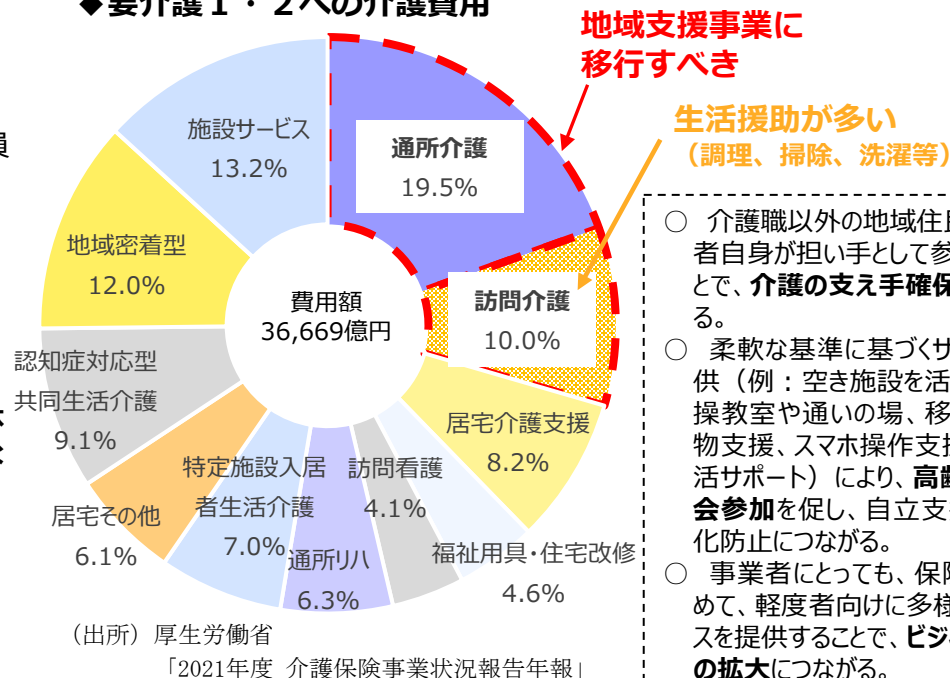 ◆要介護１・２への介護費用
地域支援事業に
移行すべき
生活援助が多い
（調理、掃除、洗濯等）
施設サービス
13.2%
通所介護
19.5%
地域密着型
12.0%
費用額
36,669億円
訪問介護
10.0%
認知症対応型
共同生活介護
9.1%
居宅介護支援
8.2%
特定施設入居
者生活介護
7.0%
訪問看護
4.1%
居宅その他
6.1%
通所リハ
6.3%
福祉用具・住宅改修
4.6%
（出所）厚生労働省
「2021年度 介護保険事業状況報告年報」
○ 介護職以外の地域住
者自身が担い手として参
とで、介護の支え手確保
る。
○ 柔軟な基準に基づくサ
供（例：空き施設を活
操教室や通いの場、移
物支援、スマホ操作支援
活サポート）により、高齢
会参加を促し、自立支
化防止につながる。
○ 事業者にとっても、保険
めて、軽度者向けに多様
スを提供することで、ビジ
の拡大につながる。